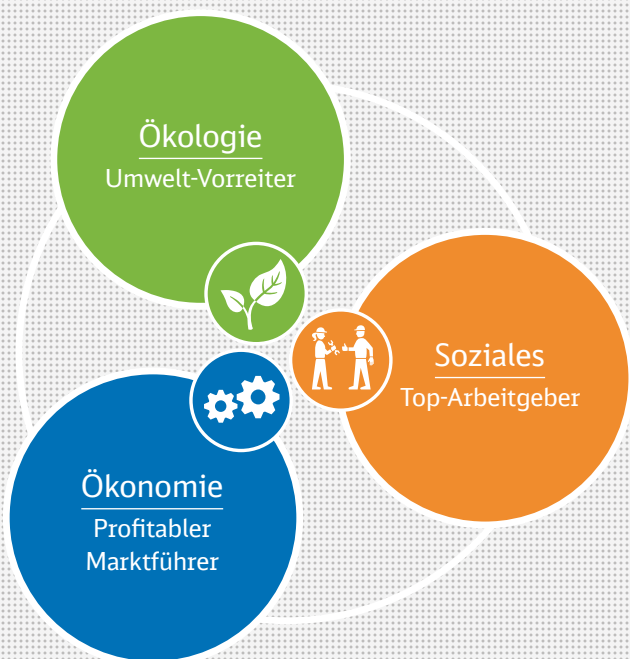 Ökologie
Umwelt-Vorreiter
Soziales
Top-Arbeitgeber
Ökonomie
Profitabler
Marktführer